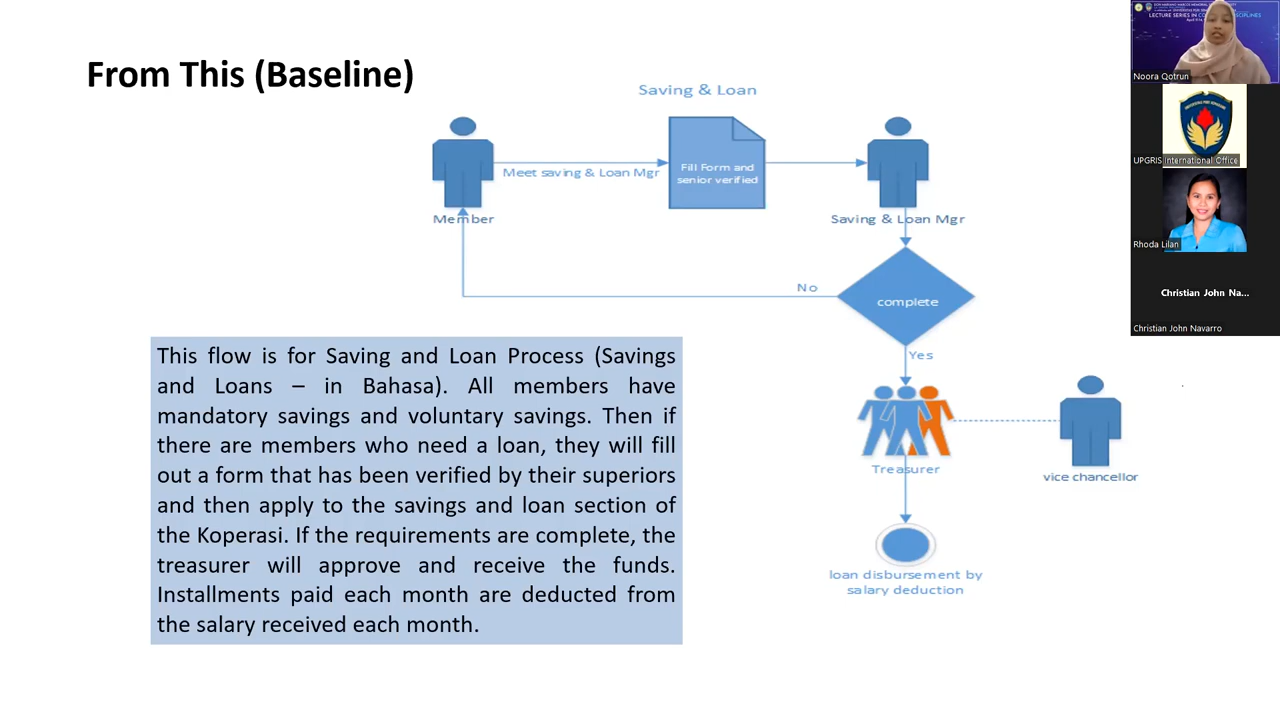 From This (Baseline)
Saving & Loan
Meet saving & Loan Mgr
Fill Form and
senior verified
Member
Saving & Loan Mgr
No
complete
Yes
Treasurer
vice chancellor
loan disbursement by
salary deduction
This flow is for Saving and Loan Process (Savings
and Loans – in Bahasa). All members have
mandatory savings and voluntary savings. Then if
there are members who need a loan, they will fill
out a form that has been verified by their superiors
and then apply to the savings and loan section of
the Koperasi. If the requirements are complete, the
treasurer will approve and receive the funds.
Installments paid each month are deducted from
the salary received each month.
LECTURE SERIES IN
Noora Qotrun
UPGRIS International Office
Rhoda Lilan
Christian John Na...
Christian John Navarro